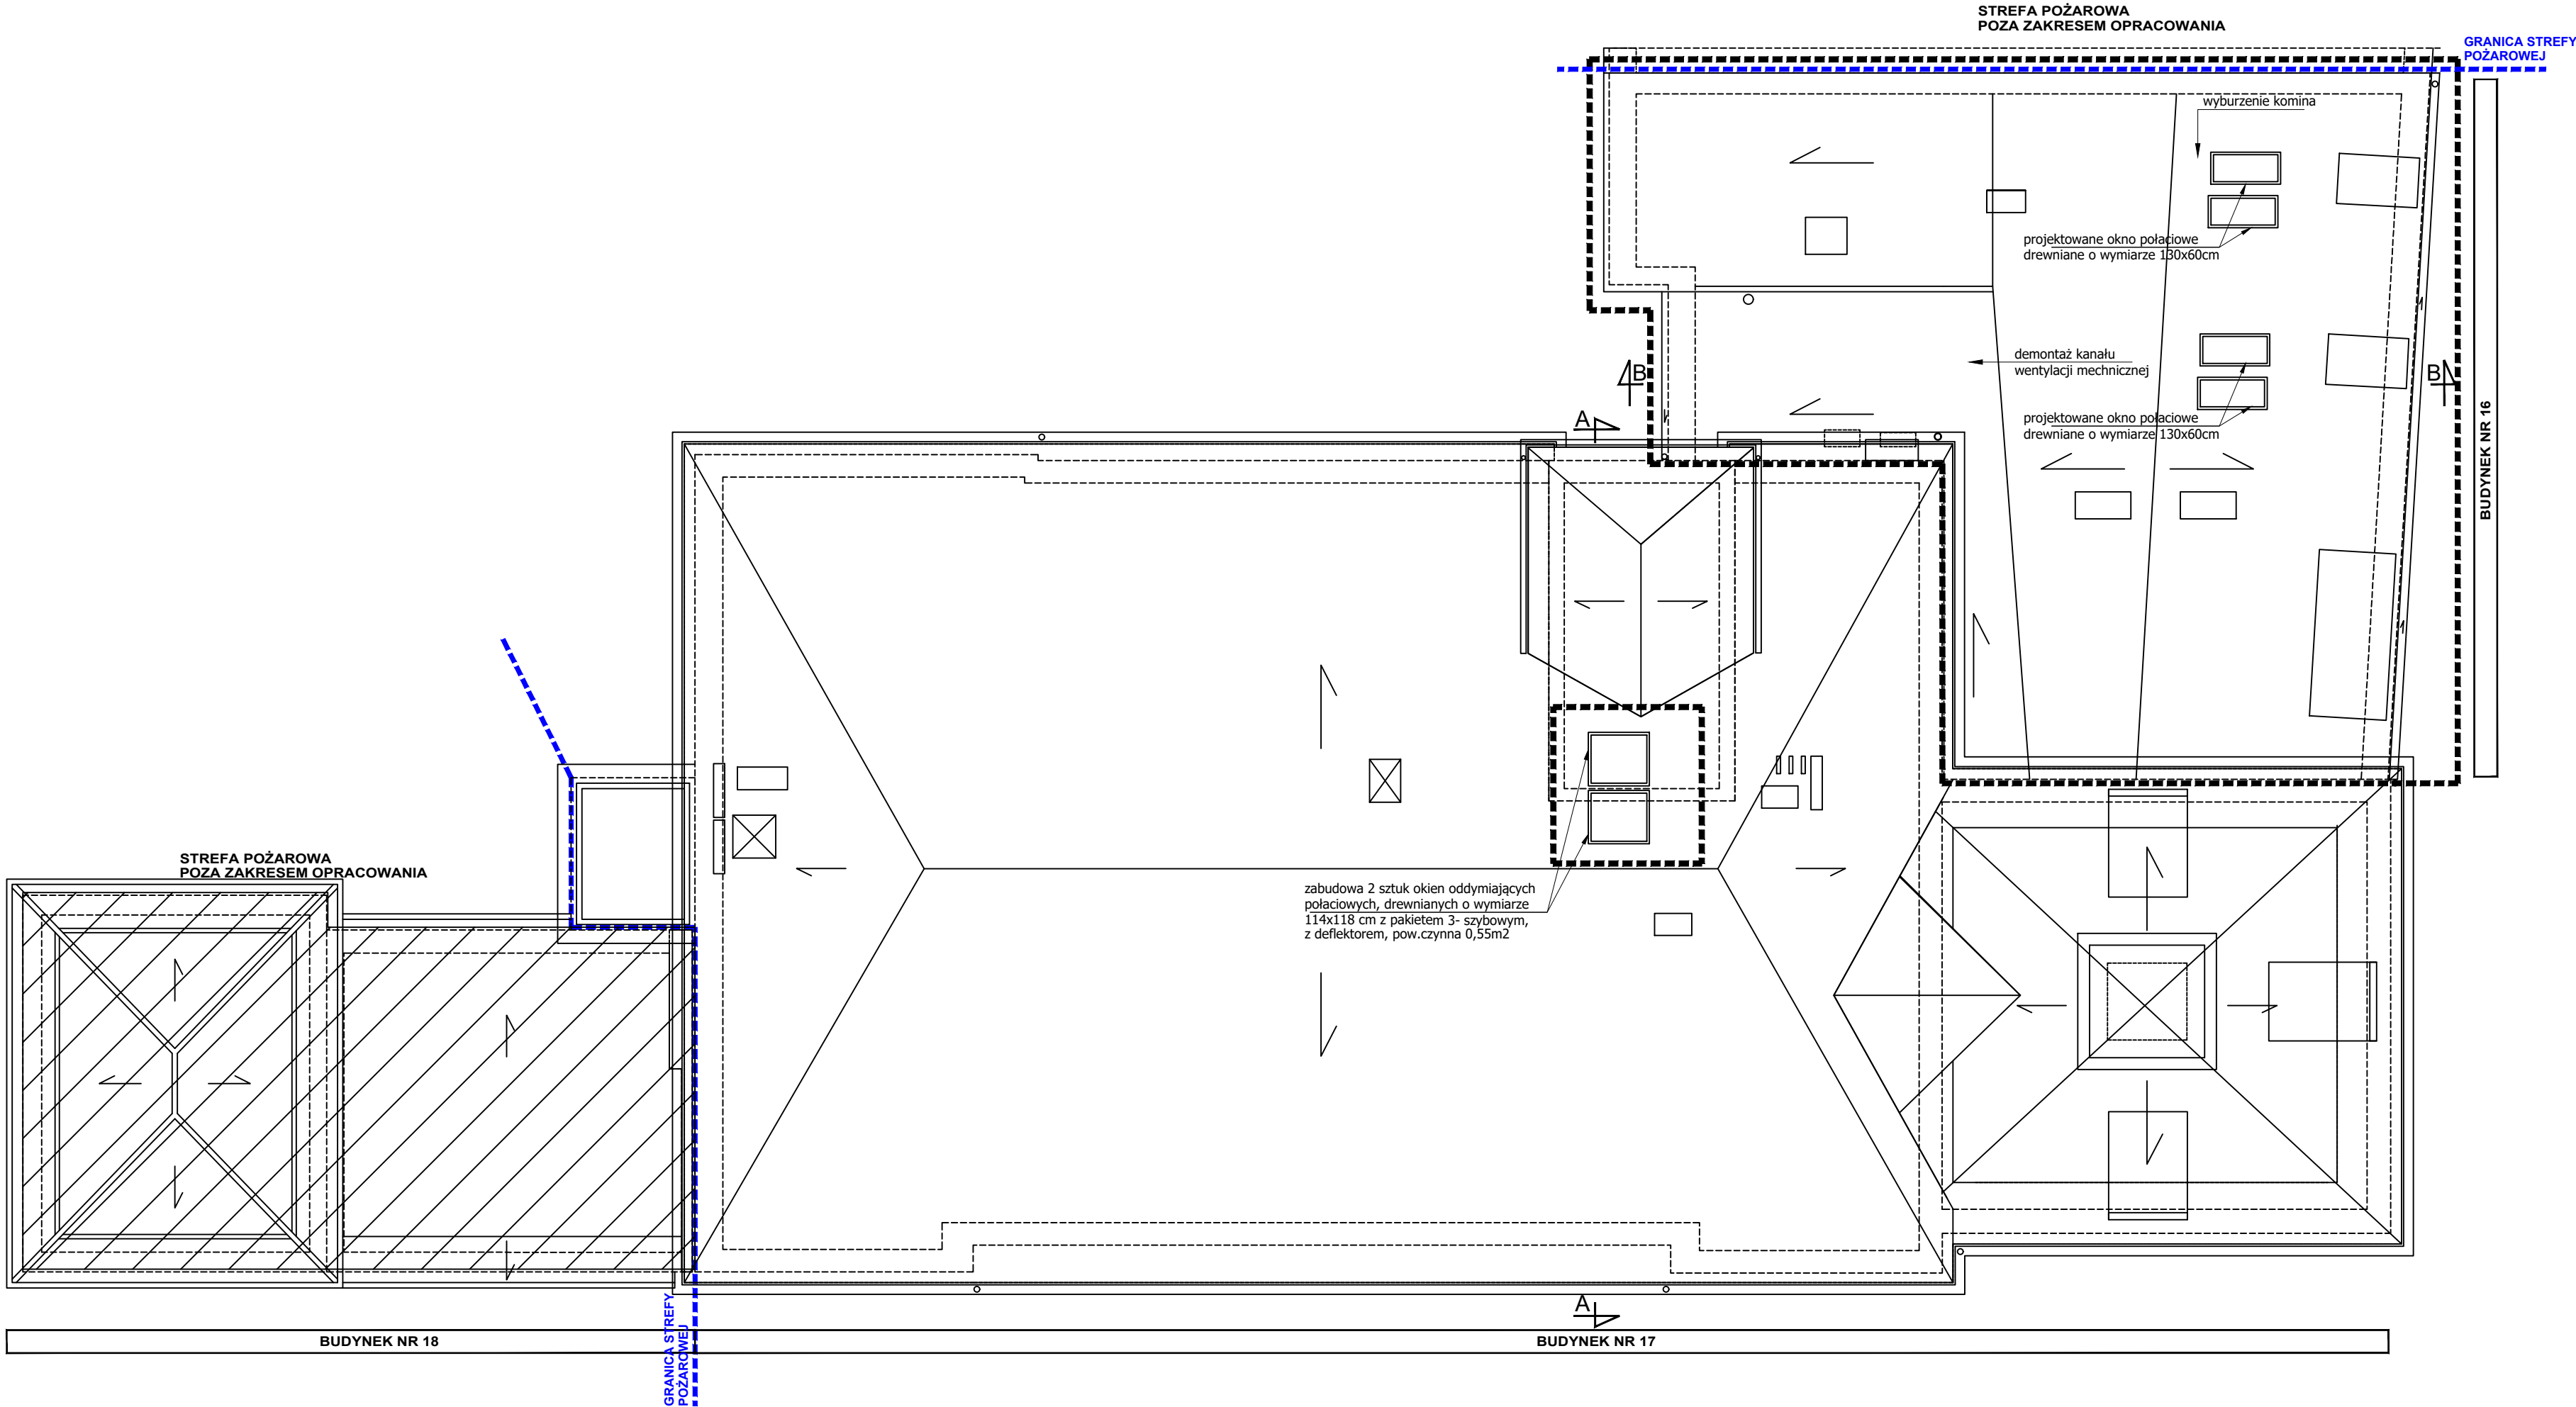 STREFA POŻAROWA
POZA ZAKRESEM OPRACOWANIA
GRANICA STREFY
POŻAROWEJ
wyburzenie komina
projektowane okno połaciowe
drewniane o wymiarze 130x60cm
demontaż kanału
wentylacji mechnicznej
B
B
projektowane okno połaciowe
drewniane o wymiarze 130x60cm
BUDYNEK NR 16
A
STREFA POŻAROWA
POZA ZAKRESEM OPRACOWANIA
zabudowa 2 sztuk okien oddymiających
połaciowych, drewnianych o wymiarze
114x118 cm z pakietem 3- szybowym,
z deflektorem, pow.czynna 0,55m2
A
GRANICA STREFY
POŻAROWEJ
BUDYNEK NR 18
BUDYNEK NR 17